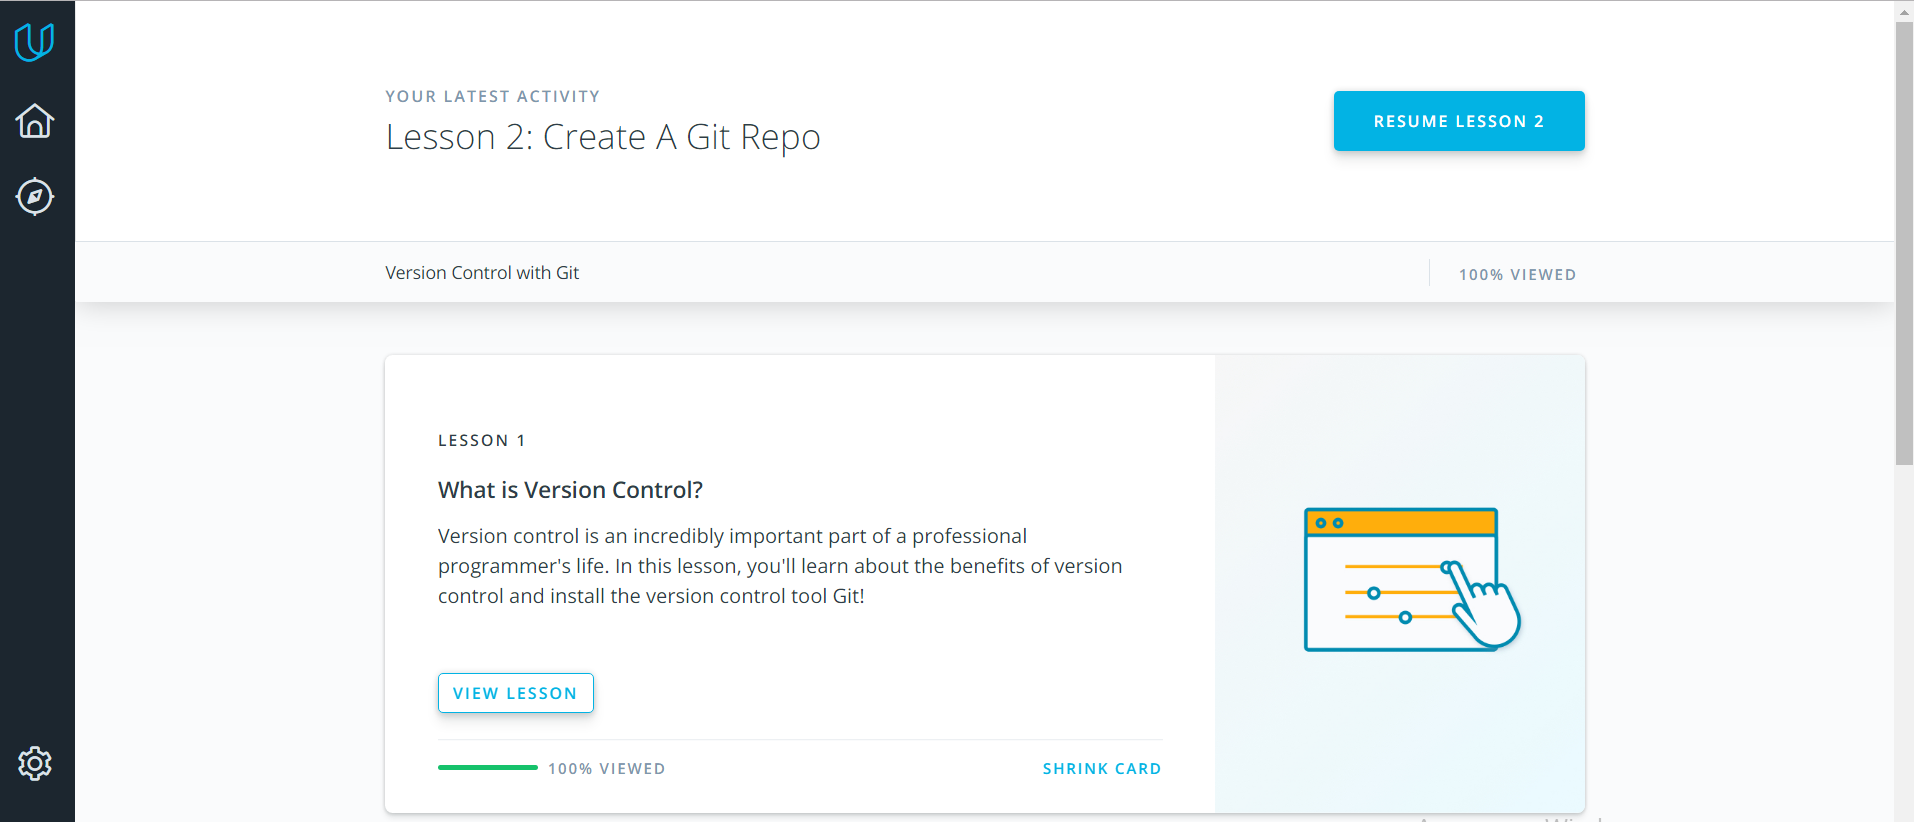 YOUR LATEST ACTIVITY
Lesson 2: Create A Git Repo
RESUME LESSON 2
Version Control with Git
100% VIEWED
LESSON 1
What is Version Control?
Version control is an incredibly important part of a professional
programmer's life. In this lesson, you'll learn about the benefits of version
control and install the version control tool Git!
VIEW LESSON
100% VIEWED
SHRINK CARD